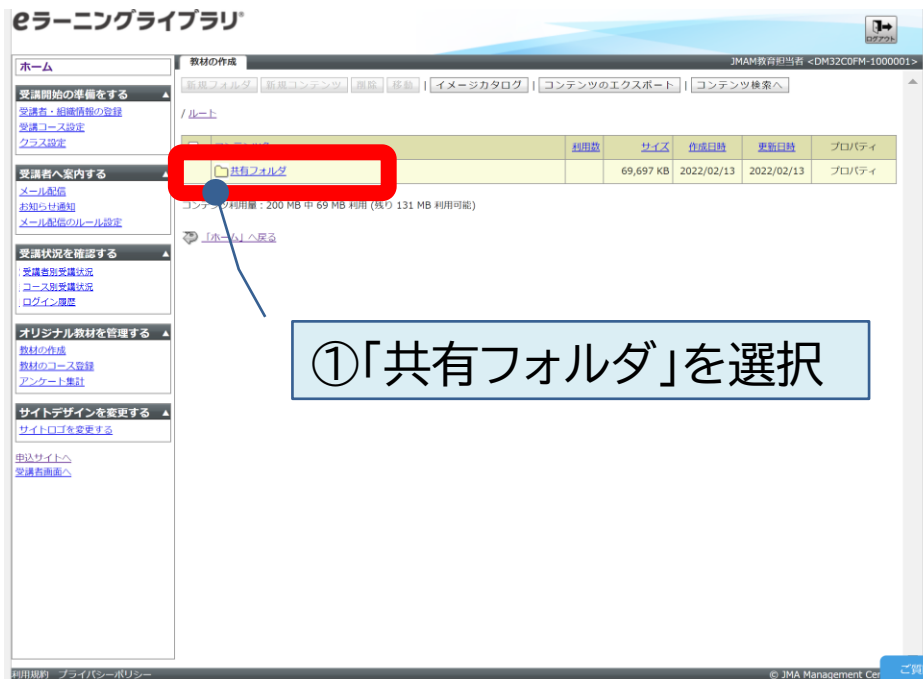 eラーニングライブラリ®
ログアウト
ホーム
教材の作成
JMAM教育担当者 <DM32C0FM-1000001>
新規フォルダ 新規コンテンツ 削除 移動 | イメージカタログ | コンテンツのエクスポート | コンテンツ検索へ
/ ルート
利用数 サイズ 作成日時 更新日時 プロパティ
共有フォルダ 69,697 KB 2022/02/13 2022/02/13 プロパティ
コンテンツ利用量 : 200 MB 中 69 MB 利用 (残り 131 MB 利用可能)
「ホーム」へ戻る
受講開始の準備をする ▲
受講者・組織情報の登録
受講コース設定
クラス設定
受講者へ案内する ▲
メール配信
お知らせ通知
メール配信のルール設定
受講状況を確認する ▲
受講者別受講状況
コース別受講状況
ログイン履歴
オリジナル教材を管理する ▲
教材の作成
教材のコース登録
アンケート集計
サイトデザインを変更する ▲
サイトロゴを変更する
申込サイトへ
受講者画面へ
①「共有フォルダ」を選択
利用規約 プライバシーポリシー
© JMA Management Cen
ご質